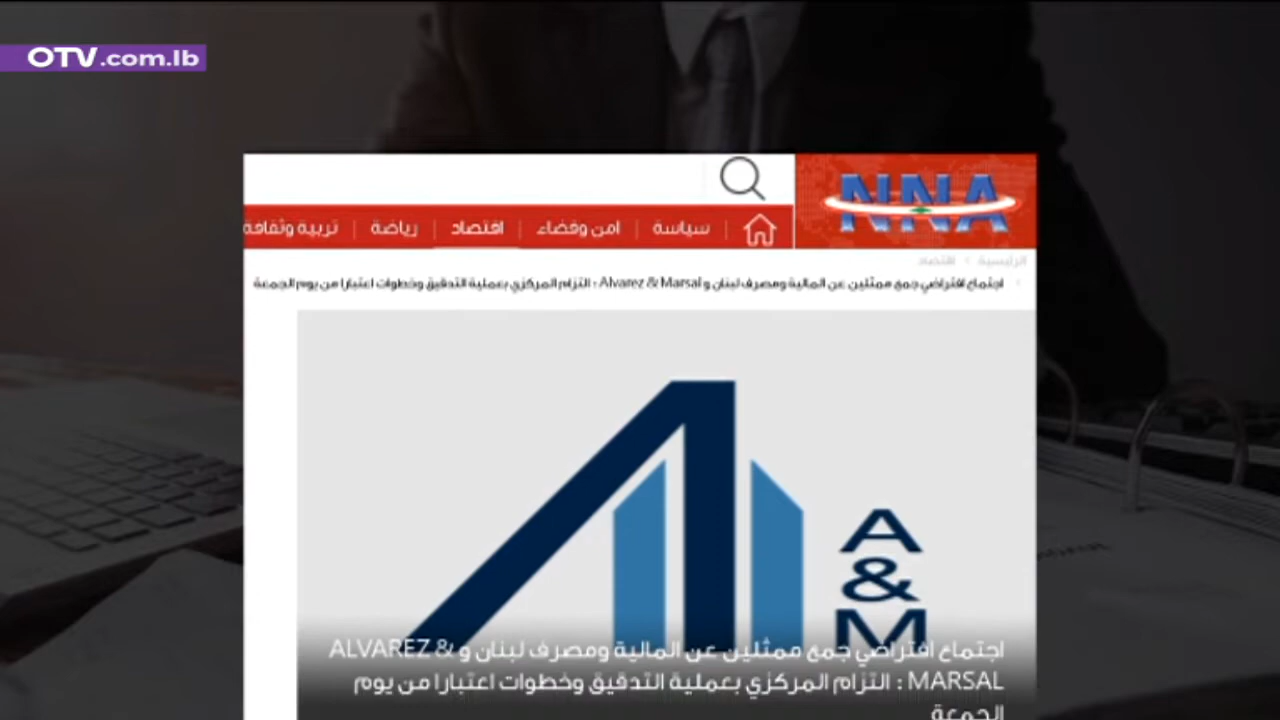 OTV.com.lb
NNA
سياسة | امن وقضاء | اقتصاد | رياضة | تربية وثقافة
الرئيسية > اقتصاد
اجتماع افتراضي جمع ممثلين عن المالية ومصرف لبنان و Alvarez & Marsal : التزام المركزي بعملية التدقيق وخطوات اعتبارا من يوم الجمعة
A
&
M
اجتماع افتراضي جمع ممثلين عن المالية ومصرف لبنان و ALVAREZ &
MARSAL : التزام المركزي بعملية التدقيق وخطوات اعتبارا من يوم
الجمعة